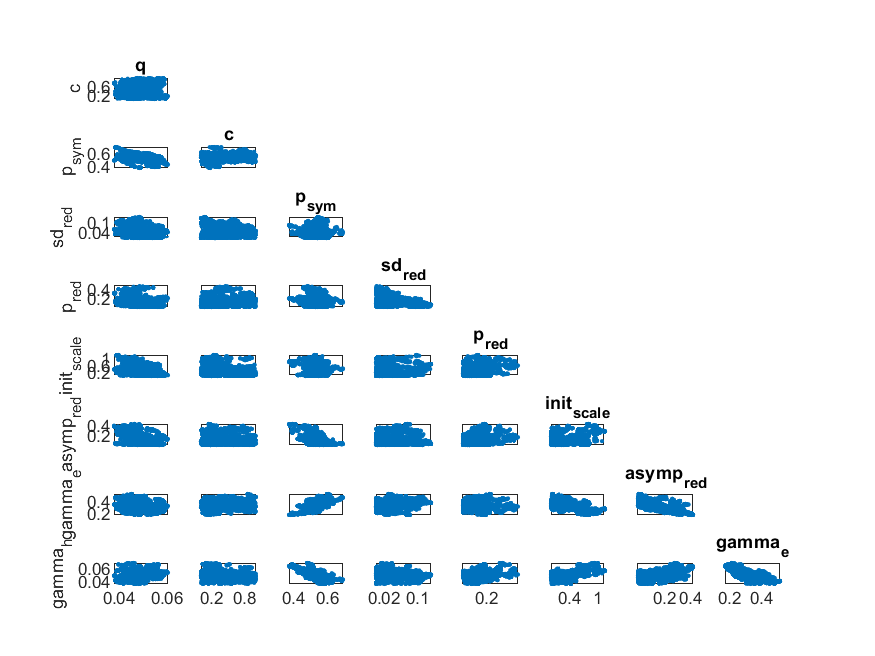 q
c 0.6
0.2
c
p_sym 0.6
0.4
p_sym
sd_red 0.1
0.04
sd_red
p_red 0.4
0.2
p_red
init_scale 1
0.6
0.2
init_scale
asymp_red 0.4
0.2
asymp_red
gamma_e 0.4
0.2
gamma_e
gamma_h 0.06
0.04
0.04 0.06 0.2 0.8 0.4 0.6 0.02 0.1 0.2 0.4 1 0.2 0.4 0.2 0.4